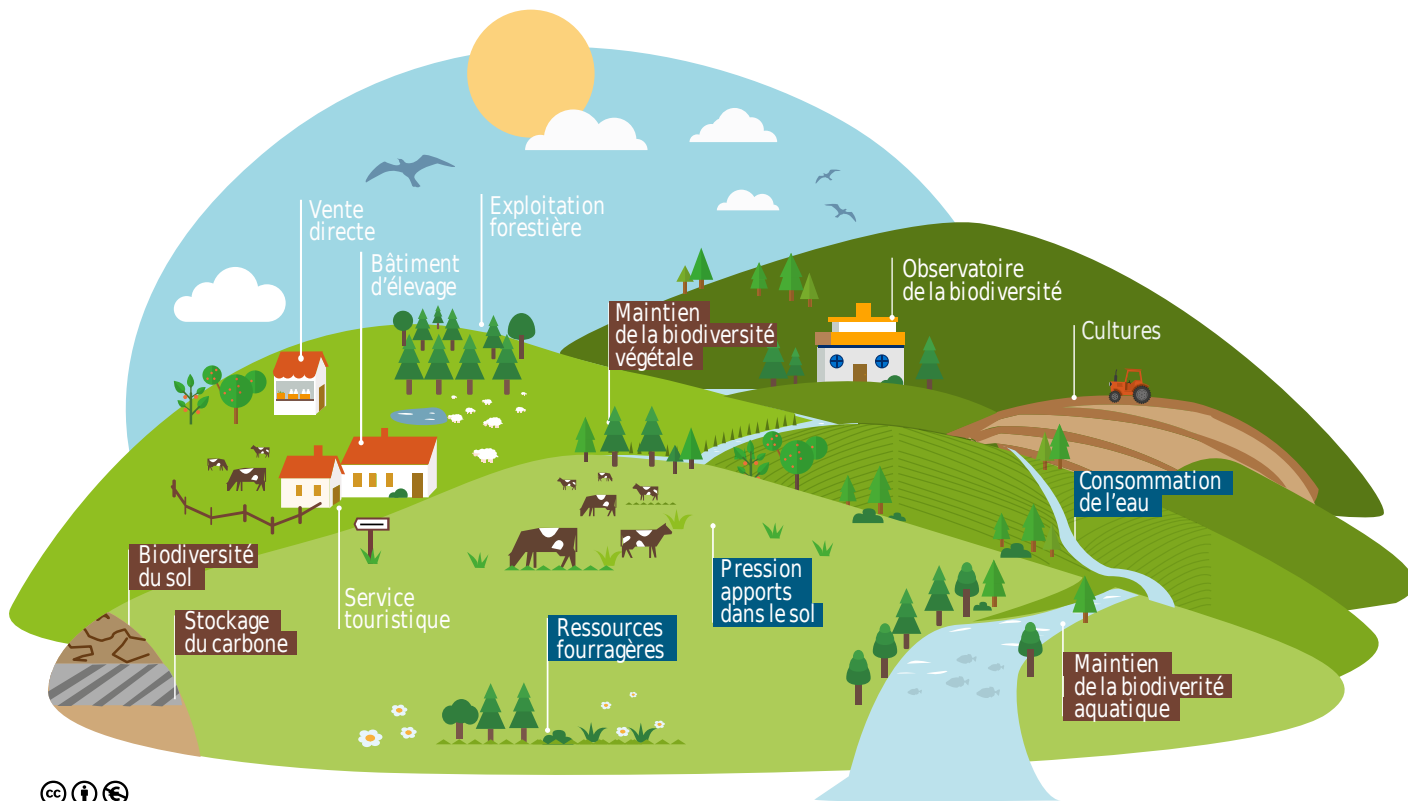 Vente
directe
Exploitation
forestière
Bâtiment
d'élevage
Observatoire
de la biodiversité
Maintien
de la biodiversité
végétale
Cultures
Consommation
de l'eau
Biodiversité
du sol
Pression
apports
dans le sol
Service
touristique
Stockage
du carbone
Ressources
fourragères
Maintien
de la biodiverité
aquatique
cc